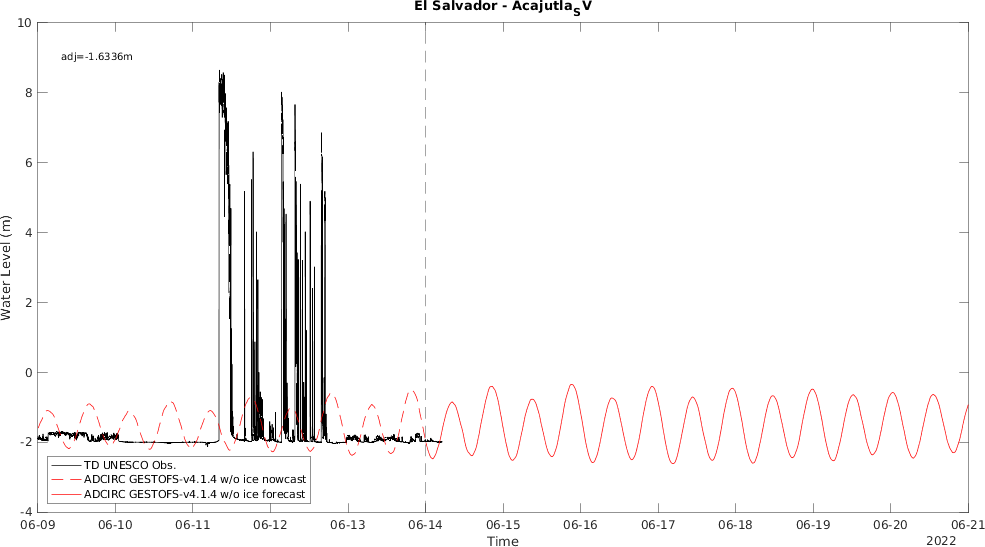 El Salvador - Acajutla_SV
adj=-1.6336m
10
8
6
4
2
0
-2
-4
Water Level (m)
TD UNESCO Obs.
ADCIRC GESTOFS-v4.1.4 w/o ice nowcast
ADCIRC GESTOFS-v4.1.4 w/o ice forecast
06-09 06-10 06-11 06-12 06-13 06-14 06-15 06-16 06-17 06-18 06-19 06-20 06-21
Time
2022